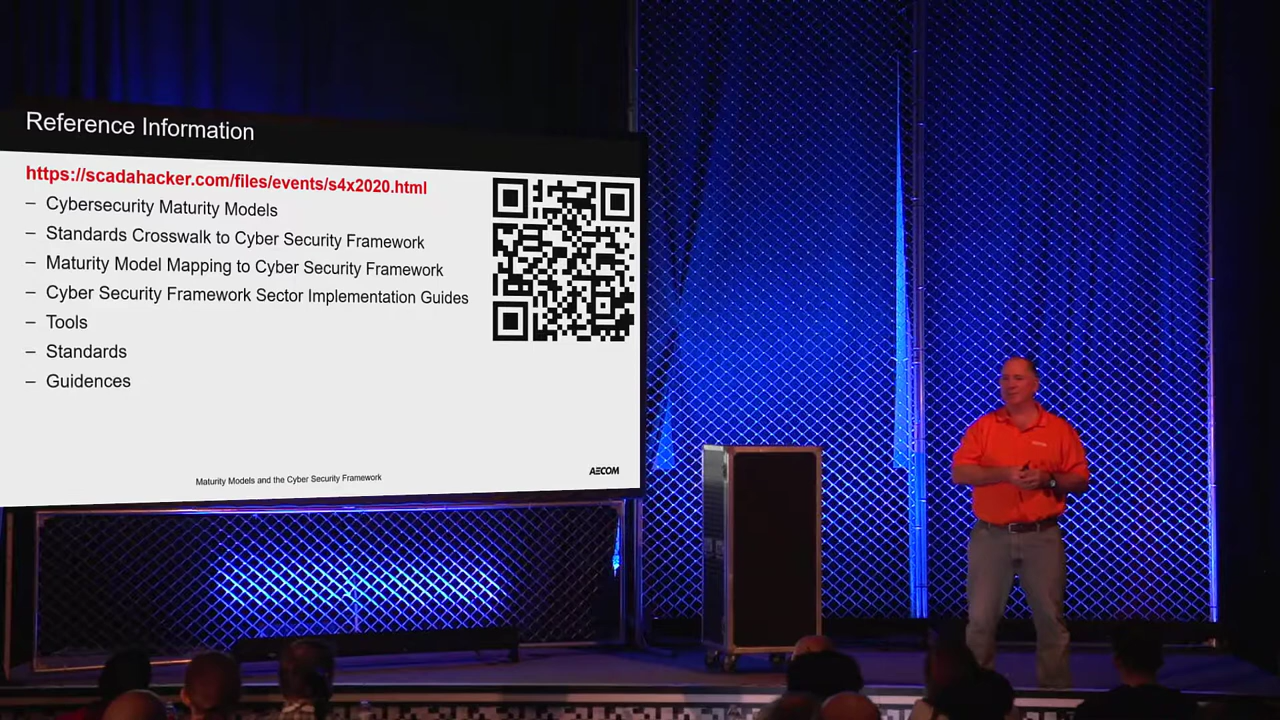 Reference Information
https://scadahacker.com/files/events/s4x2020.html
– Cybersecurity Maturity Models
– Standards Crosswalk to Cyber Security Framework
– Maturity Model Mapping to Cyber Security Framework
– Cyber Security Framework Sector Implementation Guides
– Tools
– Standards
– Guidences
Maturity Models and the Cyber Security Framework
AECOM